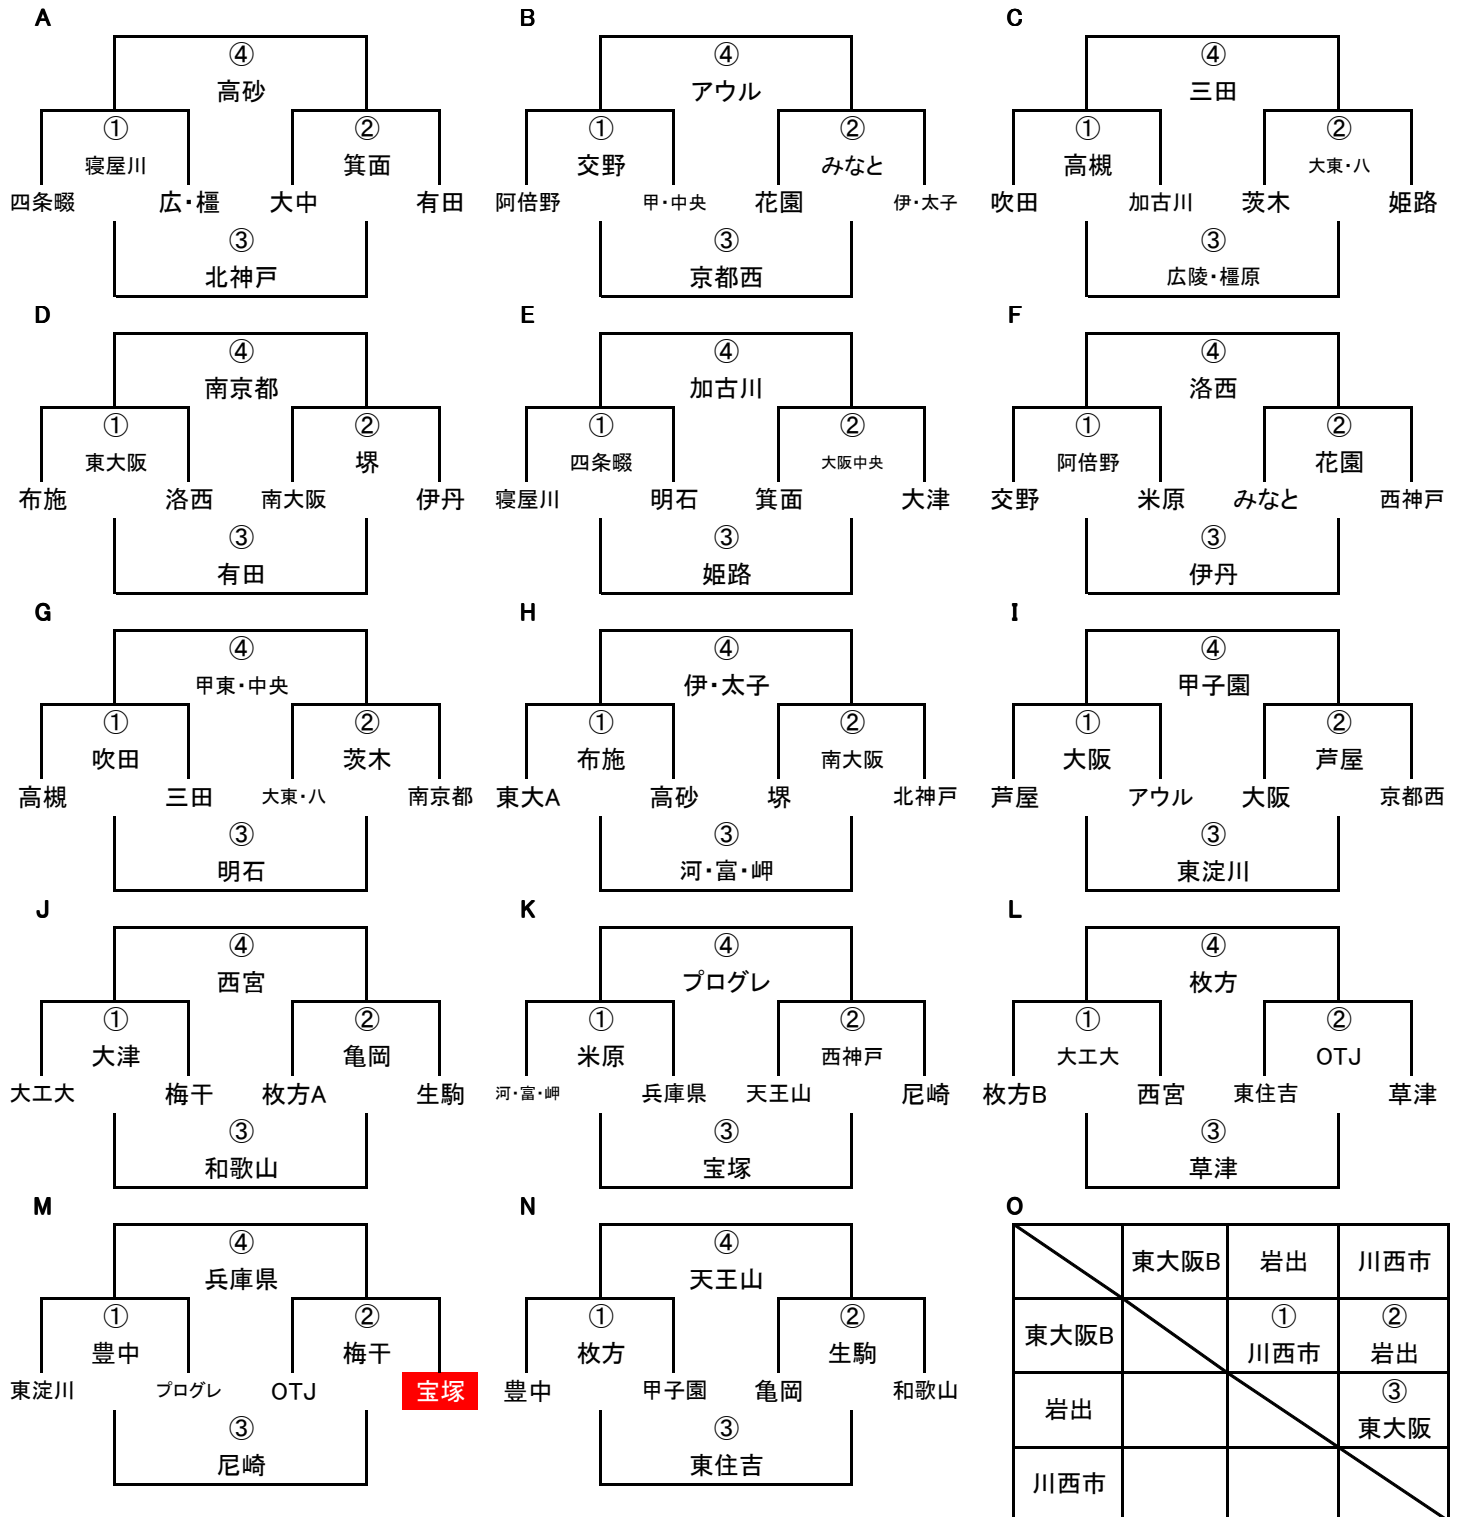 A
④
高砂
①
②
寝屋川
箕面
四条畷
広・橿
大中
有田
③
北神戸
B
④
アウル
①
②
交野
みなと
阿倍野
甲・中央
花園
伊・太子
③
京都西
C
④
三田
①
②
高槻
大東・八
吹田
加古川
茨木
姫路
③
広陵・橿原
D
④
南京都
①
②
東大阪
堺
布施
洛西
南大阪
伊丹
③
有田
E
④
加古川
①
②
四条畷
大阪中央
寝屋川
明石
箕面
大津
③
姫路
F
④
洛西
①
②
阿倍野
花園
交野
米原
みなと
西神戸
③
伊丹
G
④
甲東・中央
①
②
吹田
茨木
高槻
三田
大東・八
南京都
③
明石
H
④
伊・太子
①
②
布施
南大阪
東大A
高砂
堺
北神戸
③
河・富・岬
I
④
甲子園
①
②
大阪
芦屋
芦屋
アウル
大阪
京都西
③
東淀川
J
④
西宮
①
②
大津
亀岡
大工大
梅干
枚方A
生駒
③
和歌山
K
④
プログレ
①
②
米原
西神戸
河・富・岬
兵庫県
天王山
尼崎
③
宝塚
L
④
枚方
①
②
大工大
OTJ
枚方B
西宮
東住吉
草津
③
草津
M
④
兵庫県
①
②
豊中
梅干
東淀川
プログレ
OTJ
宝塚
③
尼崎
N
④
天王山
①
②
枚方
生駒
豊中
甲子園
亀岡
和歌山
③
東住吉
O
東大阪B
岩出
川西市
東大阪B
①
川西市
②
岩出
岩出
③
東大阪
川西市